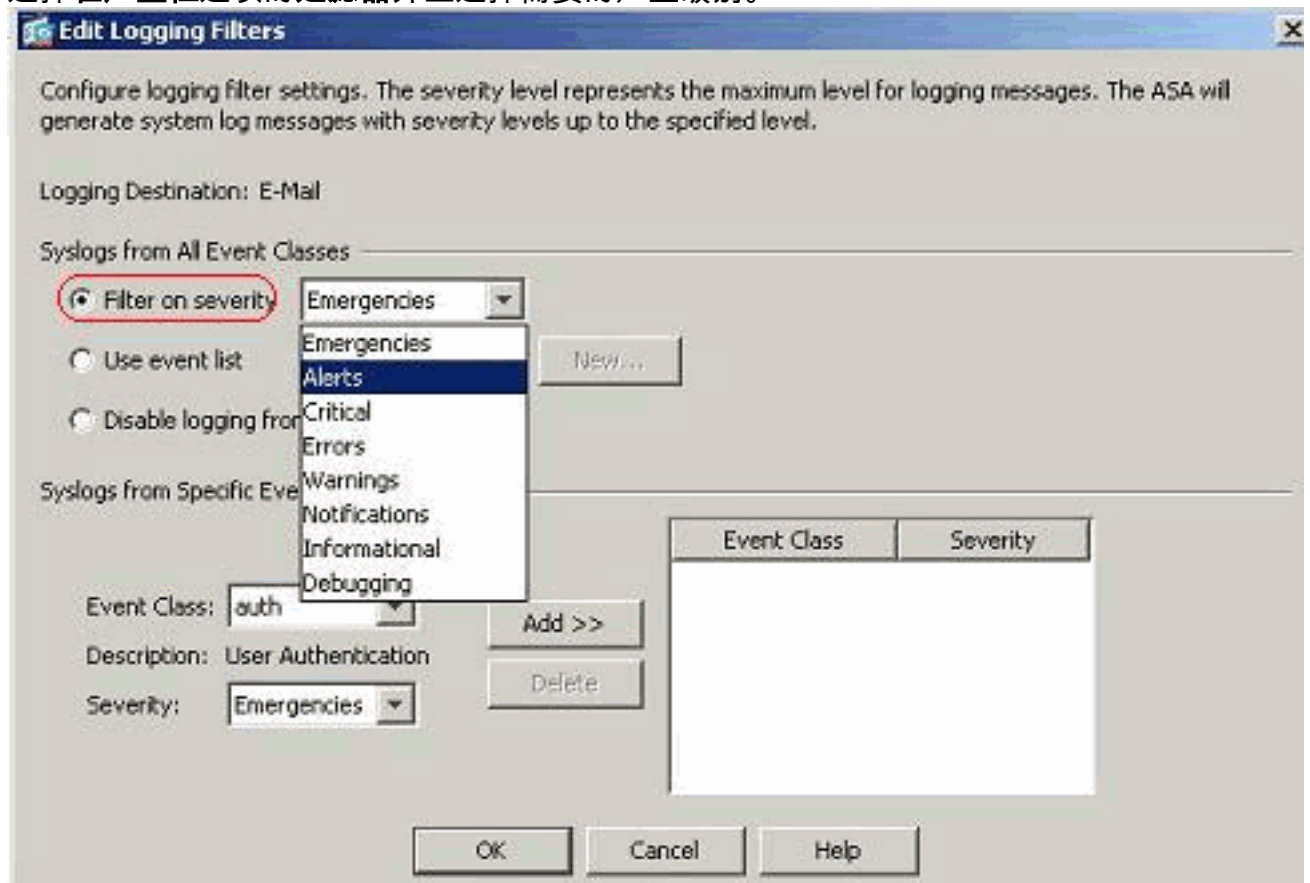 Edit Logging Filters
Configure logging filter settings. The severity level represents the maximum level for logging messages. The ASA will
generate system log messages with severity levels up to the specified level.
Logging Destination: E-Mail
Syslogs from All Event Classes
Filter on severity
Emergencies
Emergencies
Alerts
Critical
Errors
Warnings
Notifications
Informational
Debugging
Use event list
New...
Disable logging from
Syslogs from Specific Eve
Event Class: auth
Description: User Authentication
Severity: Emergencies
Add >>
Delete
Event Class Severity
OK Cancel Help